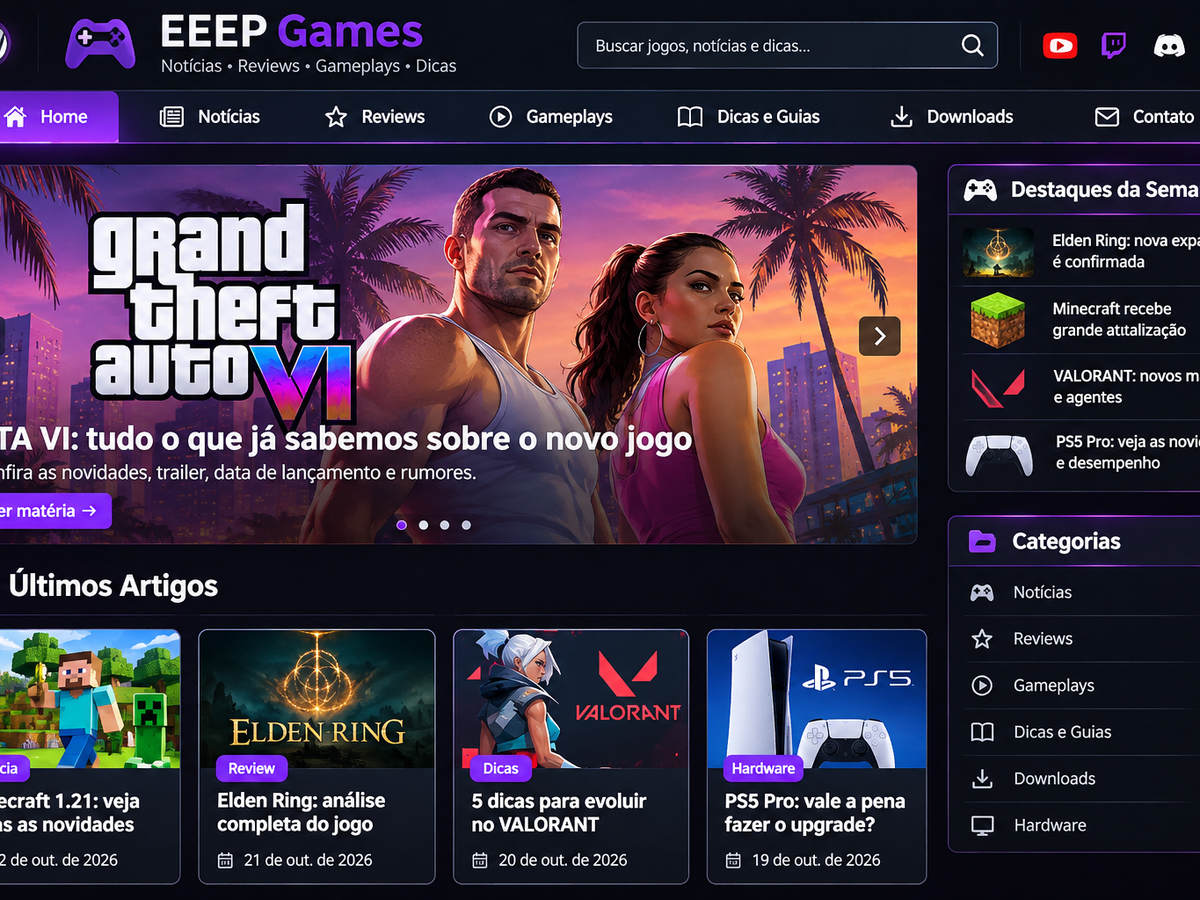 EEEP Games
Notícias • Reviews • Gameplays • Dicas
Buscar jogos, notícias e dicas...
Home
Notícias
Reviews
Gameplays
Dicas e Guias
Downloads
Contato
grand
theft
auto VI
TA VI: tudo o que já sabemos sobre o novo jogo
nfira as novidades, trailer, data de lançamento e rumores.
er matéria →
Destaques da Sema
Elden Ring: nova expa
é confirmada
Minecraft recebe
grande atıtalização
VALORANT: novos m
e agentes
PS5 Pro: veja as novi
e desempenho
Últimos Artigos
cia
ecraft 1.21: veja
as as novidades
2 de out. de 2026
ELDEN RING
Review
Elden Ring: análise
completa do jogo
21 de out. de 2026
VALORANT
Dicas
5 dicas para evoluir
no VALORANT
20 de out. de 2026
PS5
Hardware
PS5 Pro: vale a pena
fazer o upgrade?
19 de out. de 2026
Categorias
Notícias
Reviews
Gameplays
Dicas e Guias
Downloads
Hardware